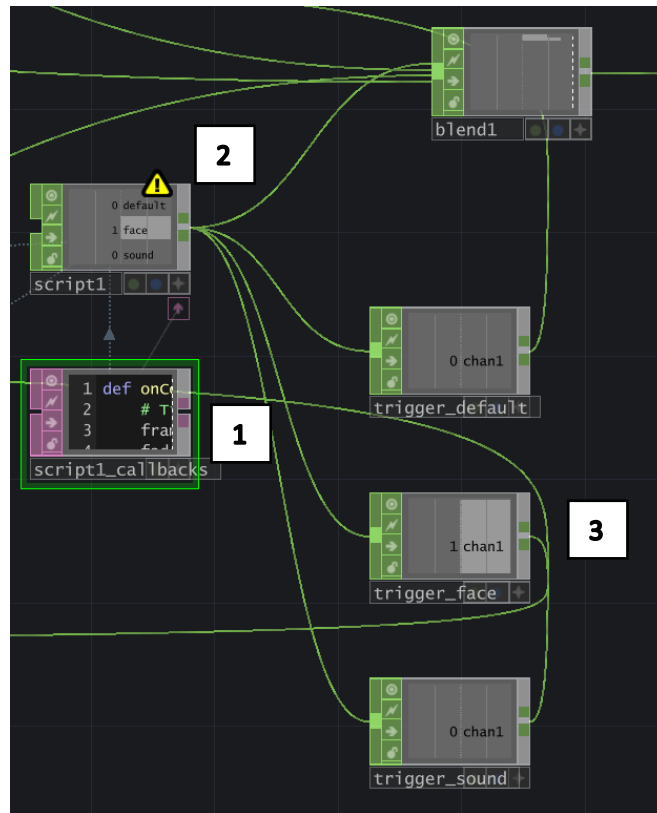 blend1
2
0 default
1 face
0 sound
script1
0 chan1
trigger_default
1 def onC
2 # T
3 fra
script1_callbacks
1
1 chan1
trigger_face
3
0 chan1
trigger_sound